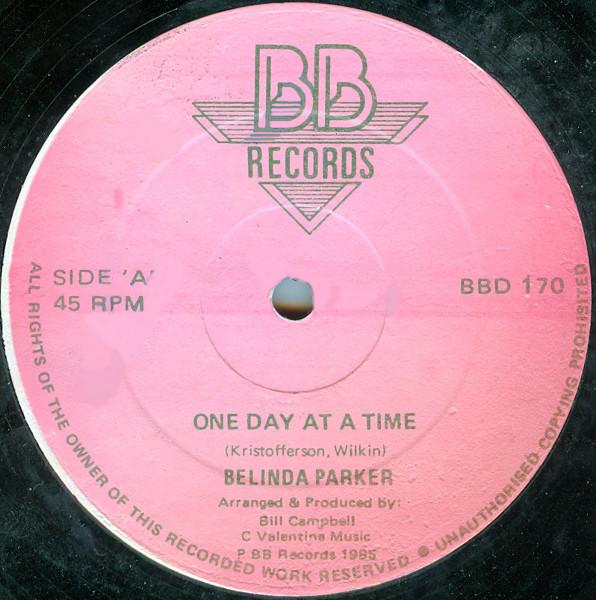 BB
RECORDS
SIDE 'A'
45 RPM
BBD 170
ONE DAY AT A TIME
(Kristofferson, Wilkin)
BELINDA PARKER
Arranged & Produced by:
Bill Campbell
C Valentine Music
P BB Records 1985
ALL RIGHTS OF THE OWNER OF THIS RECORDED WORK RESERVED ● UNAUTHORISED COPYING PROHIBITED